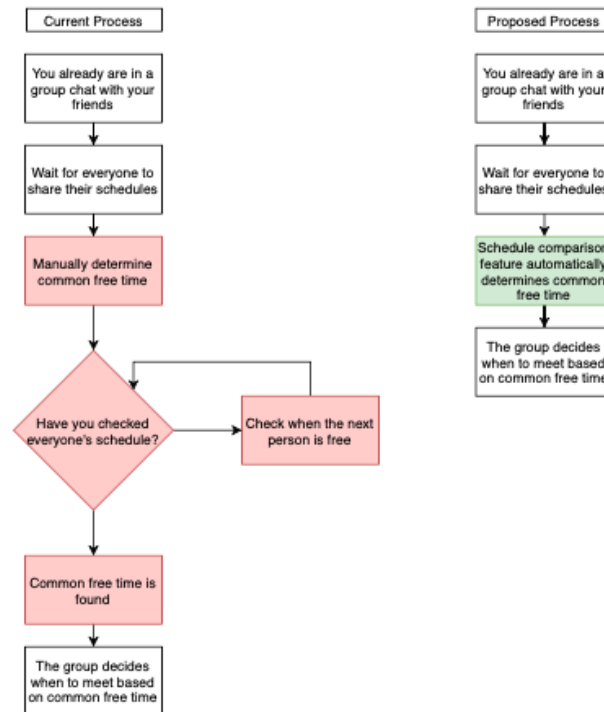 Current Process
You already are in a
group chat with your
friends
Wait for everyone to
share their schedules
Manually determine
common free time
Have you checked
everyone's schedule?
Check when the next
person is free
Common free time is
found
The group decides
when to meet based
on common free time
Proposed Process
You already are in a
group chat with your
friends
Wait for everyone to
share their schedules
Schedule comparison
feature automatically
determines common
free time
The group decides
when to meet based
on common free time